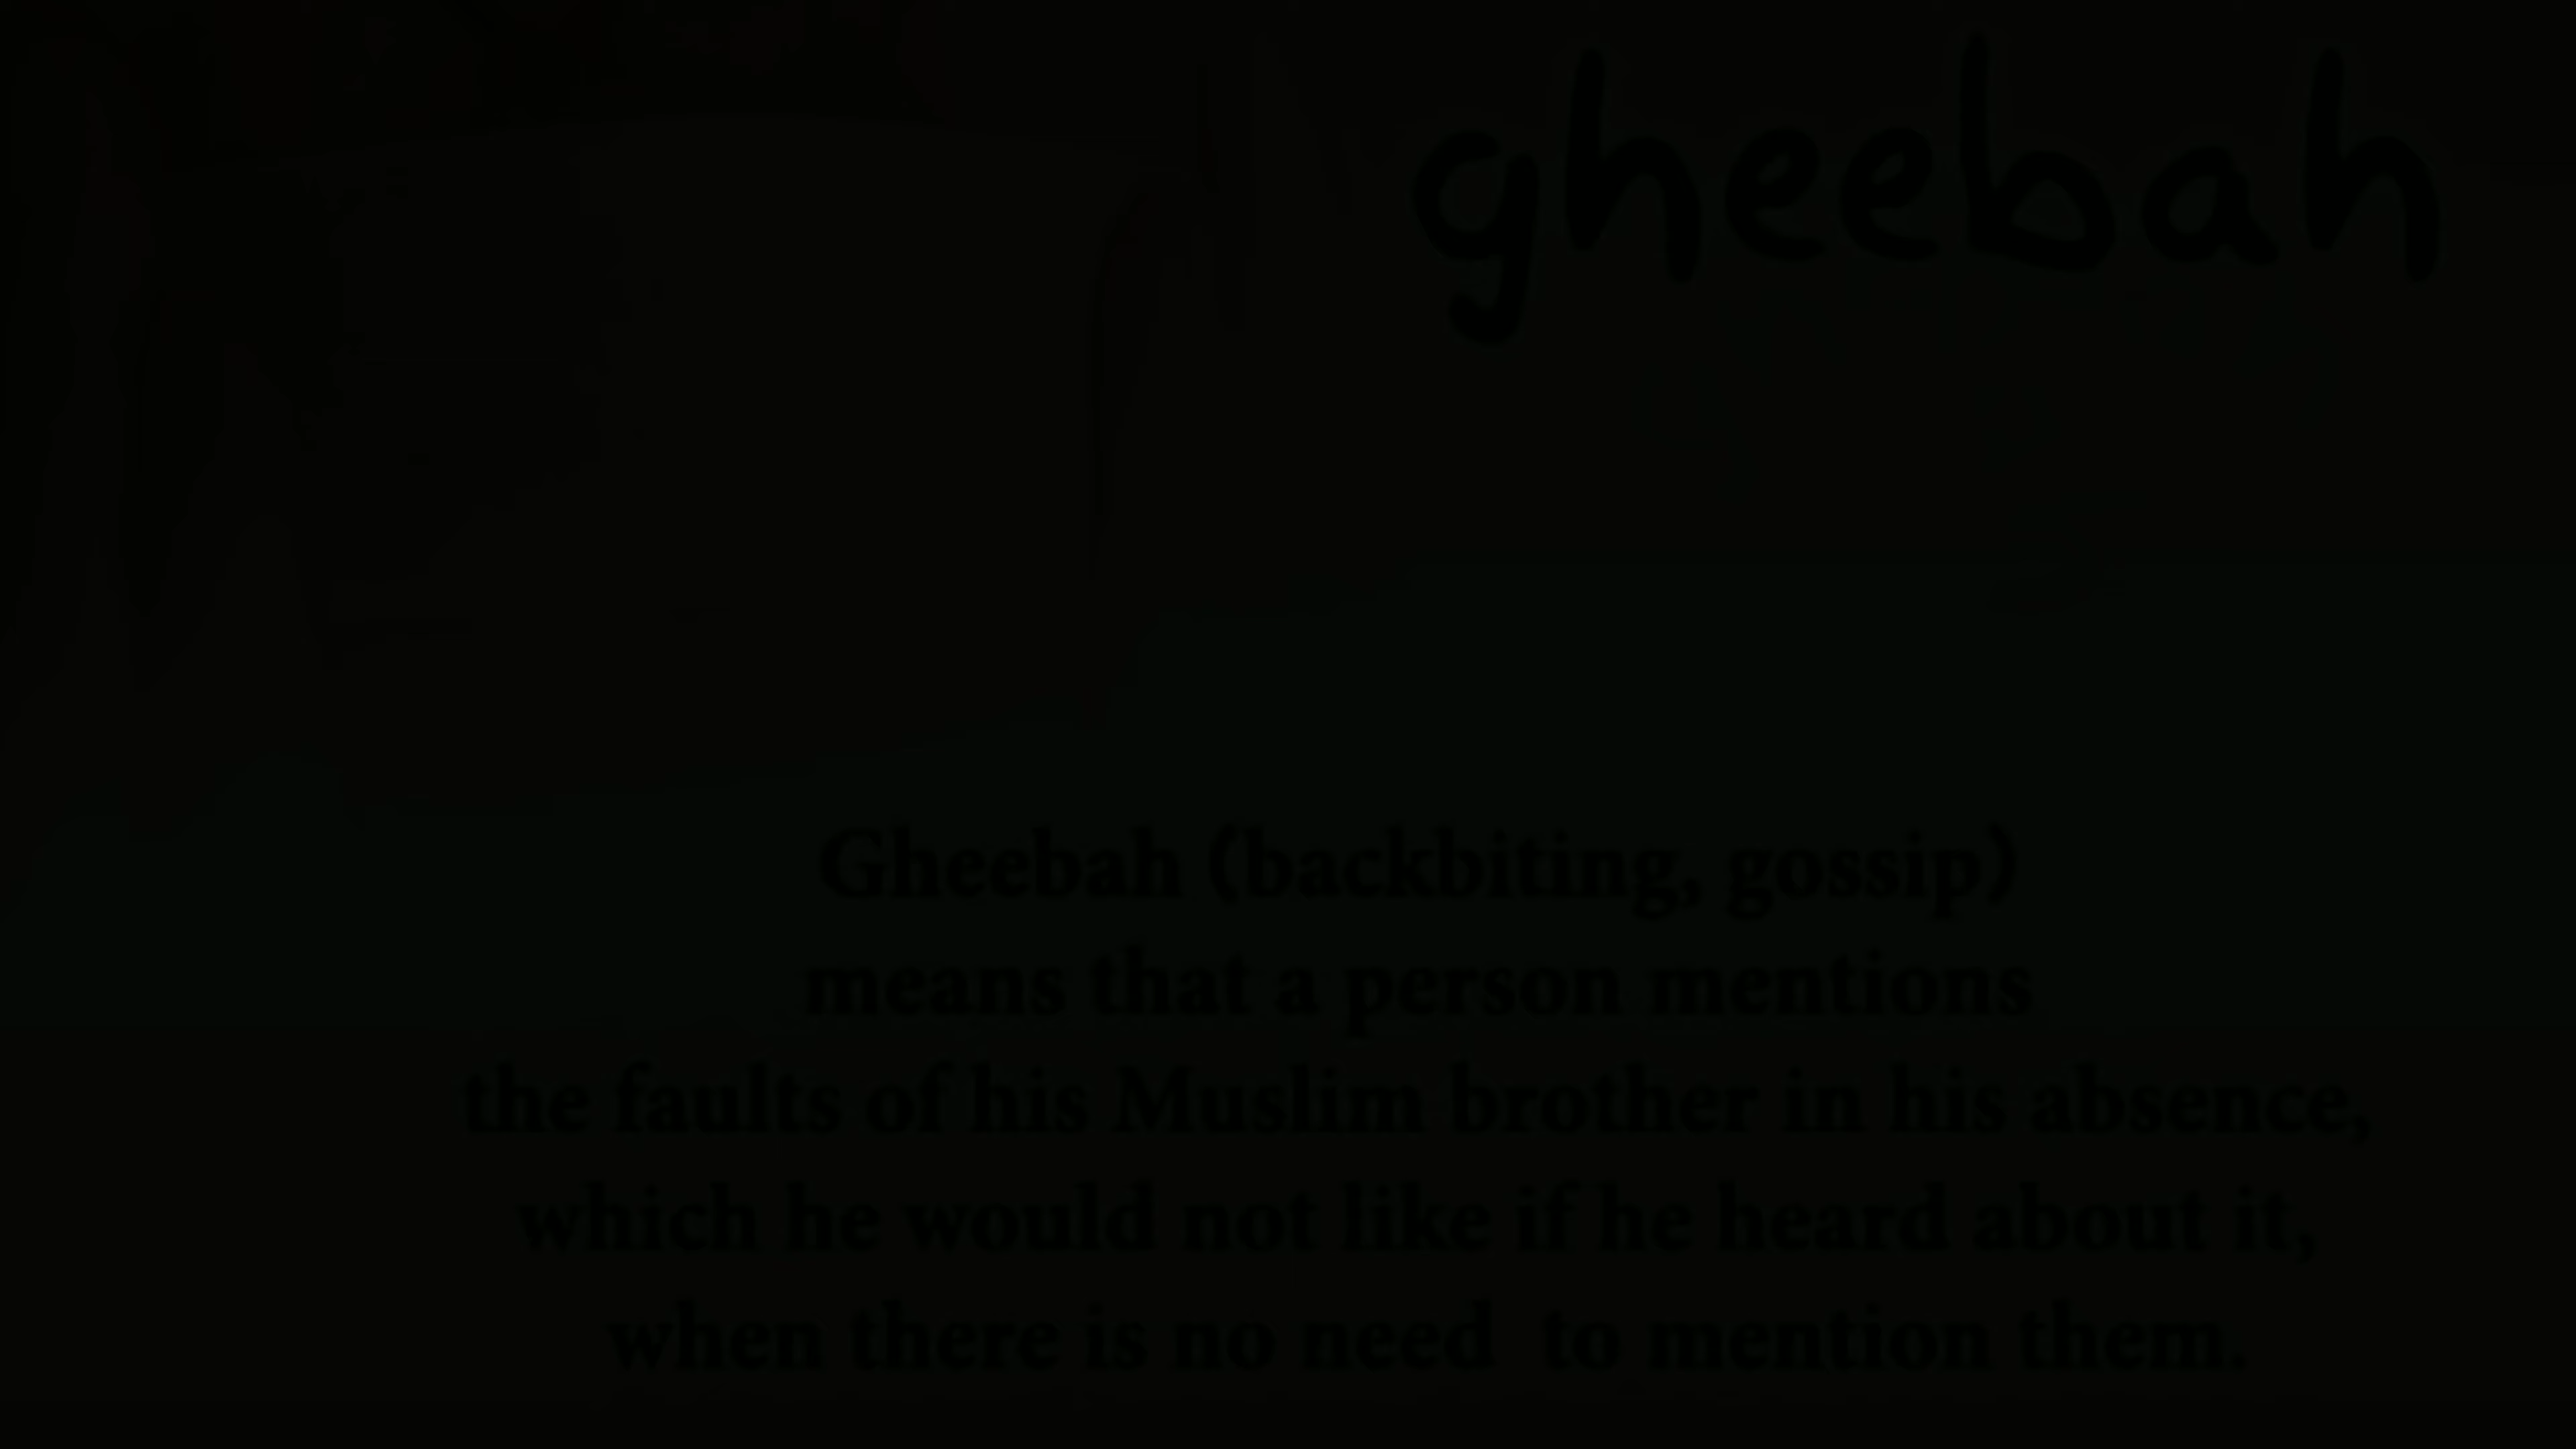 gheebah
Gheebah (backbiting, gossip)
means that a person mentions
the faults of his Muslim brother in his absence,
which he would not like if he heard about it,
when there is no need  to mention them.